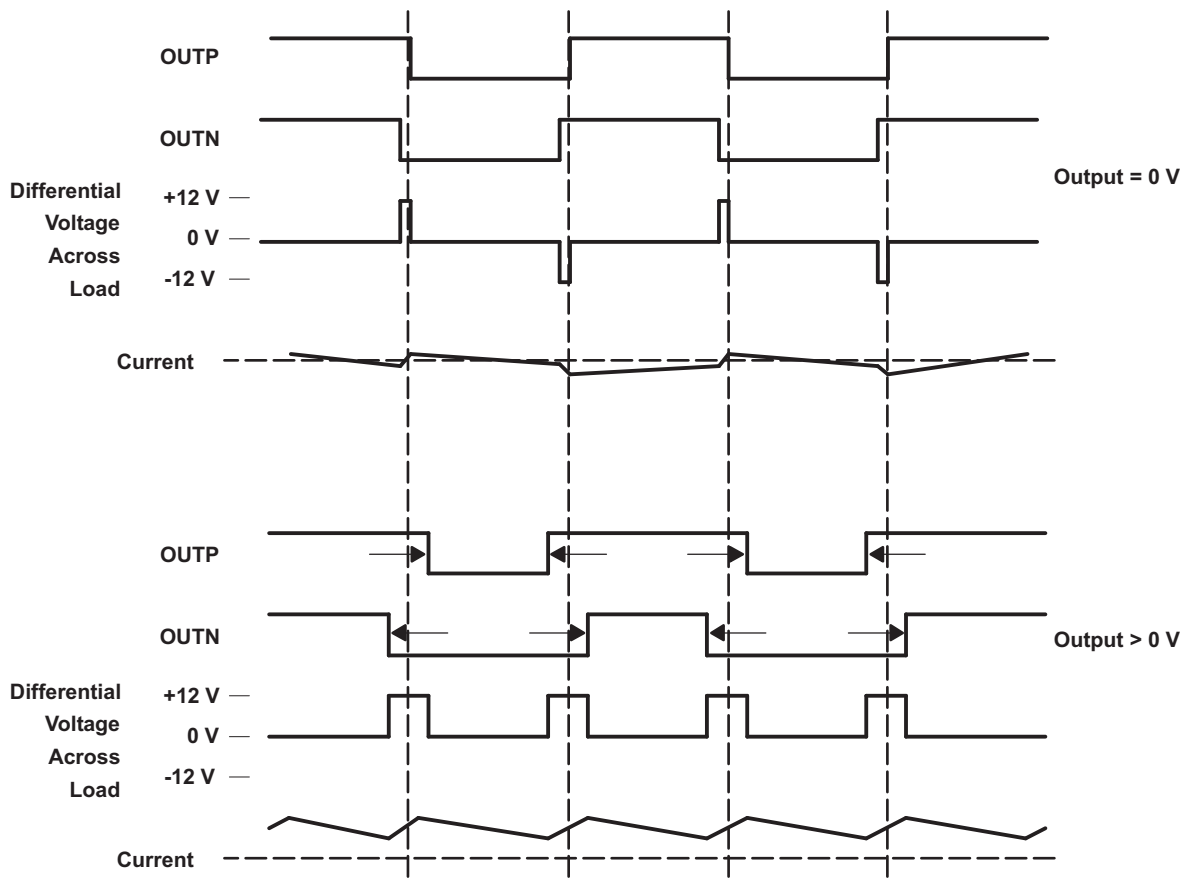 OUTP
OUTN
Output = 0 V
Differential
Voltage
Across
Load
+12 V
0 V
-12 V
Current
OUTP
OUTN
Output > 0 V
Differential
Voltage
Across
Load
+12 V
0 V
-12 V
Current